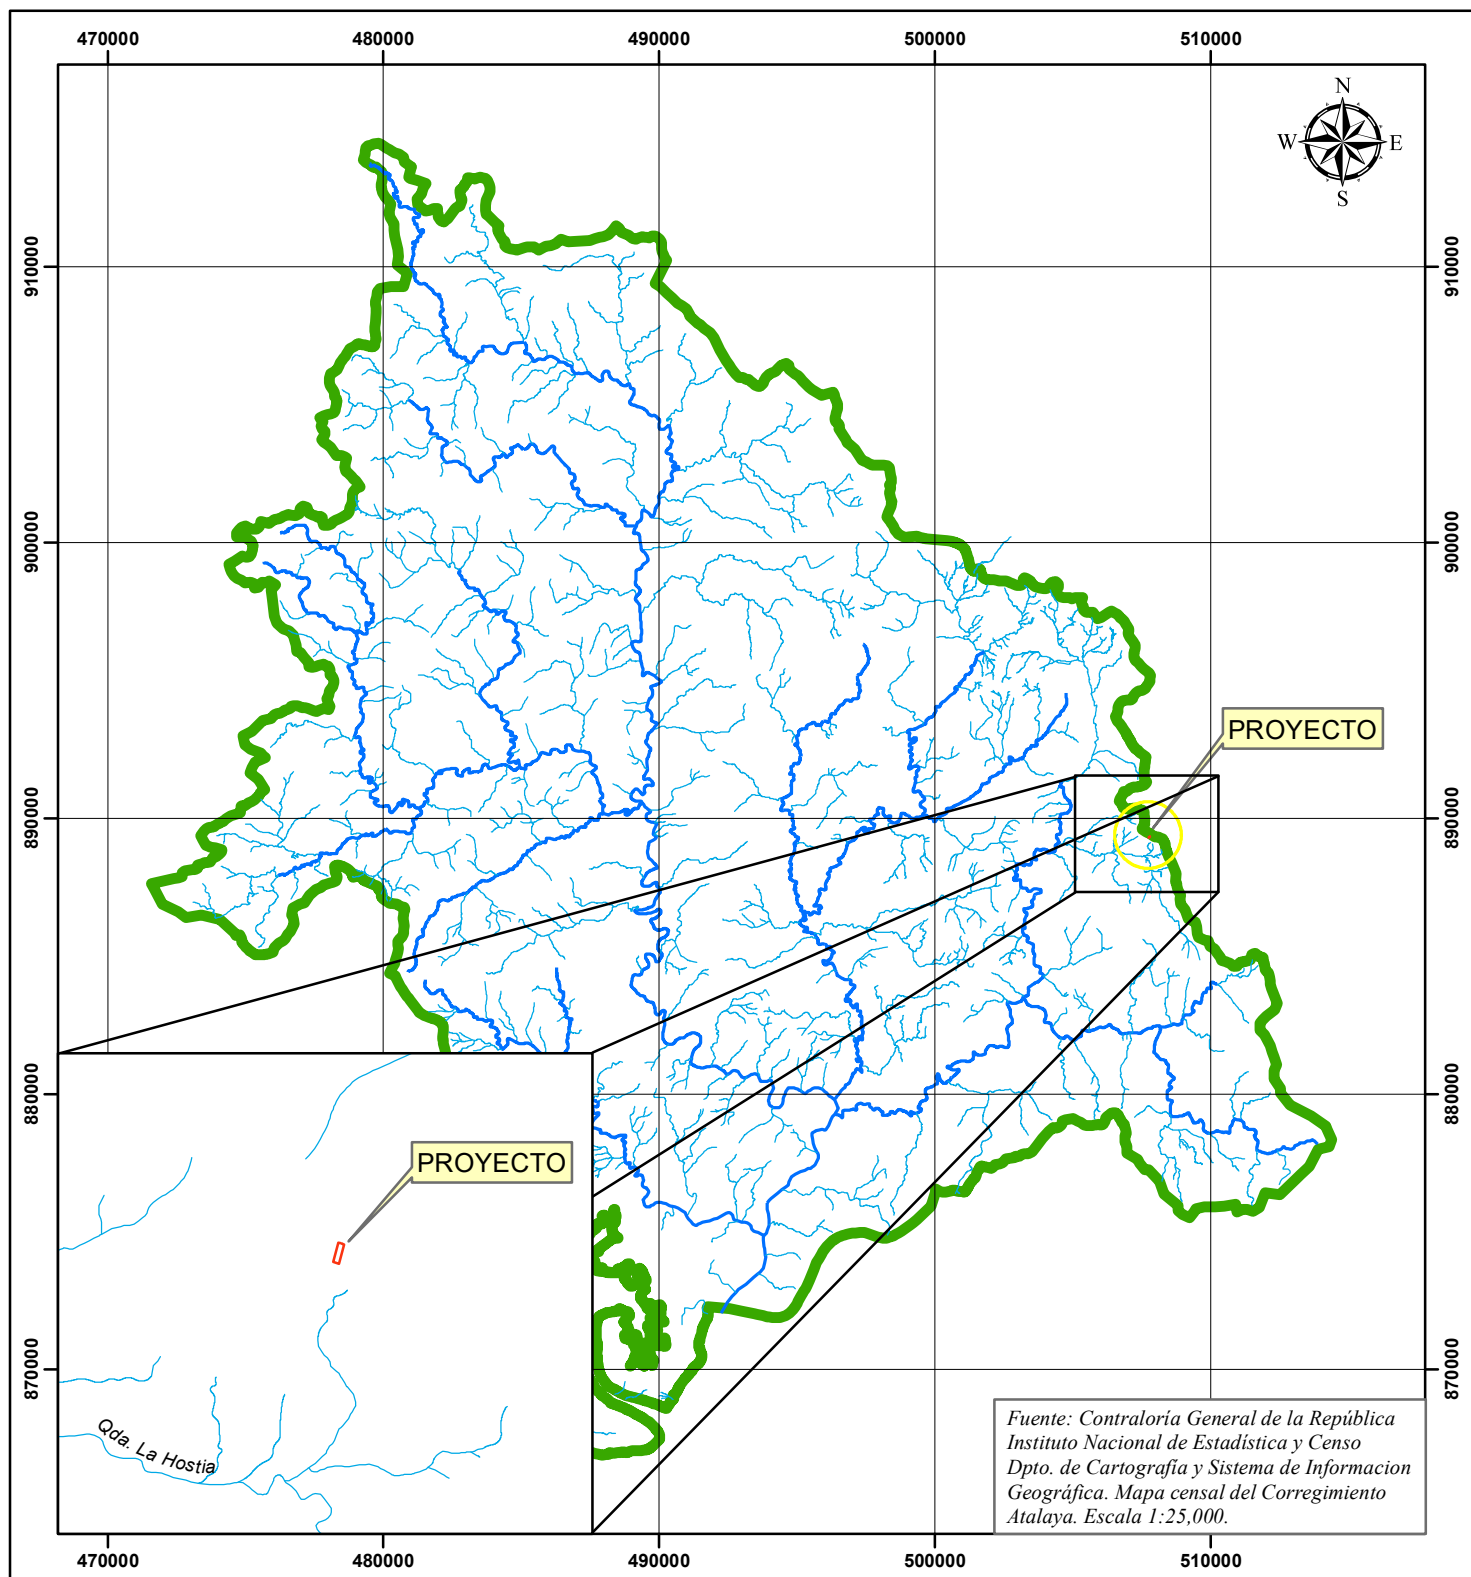 470000 480000 490000 500000 510000
N
W E
S
910000 910000
900000 900000
PROYECTO
890000 890000
880000 880000
PROYECTO
870000 870000
Qda. La Hostia
Fuente: Contraloría General de la República
Instituto Nacional de Estadística y Censo
Dpto. de Cartografía y Sistema de Informacion
Geográfica. Mapa censal del Corregimiento
Atalaya. Escala 1:25,000.
470000 480000 490000 500000 510000